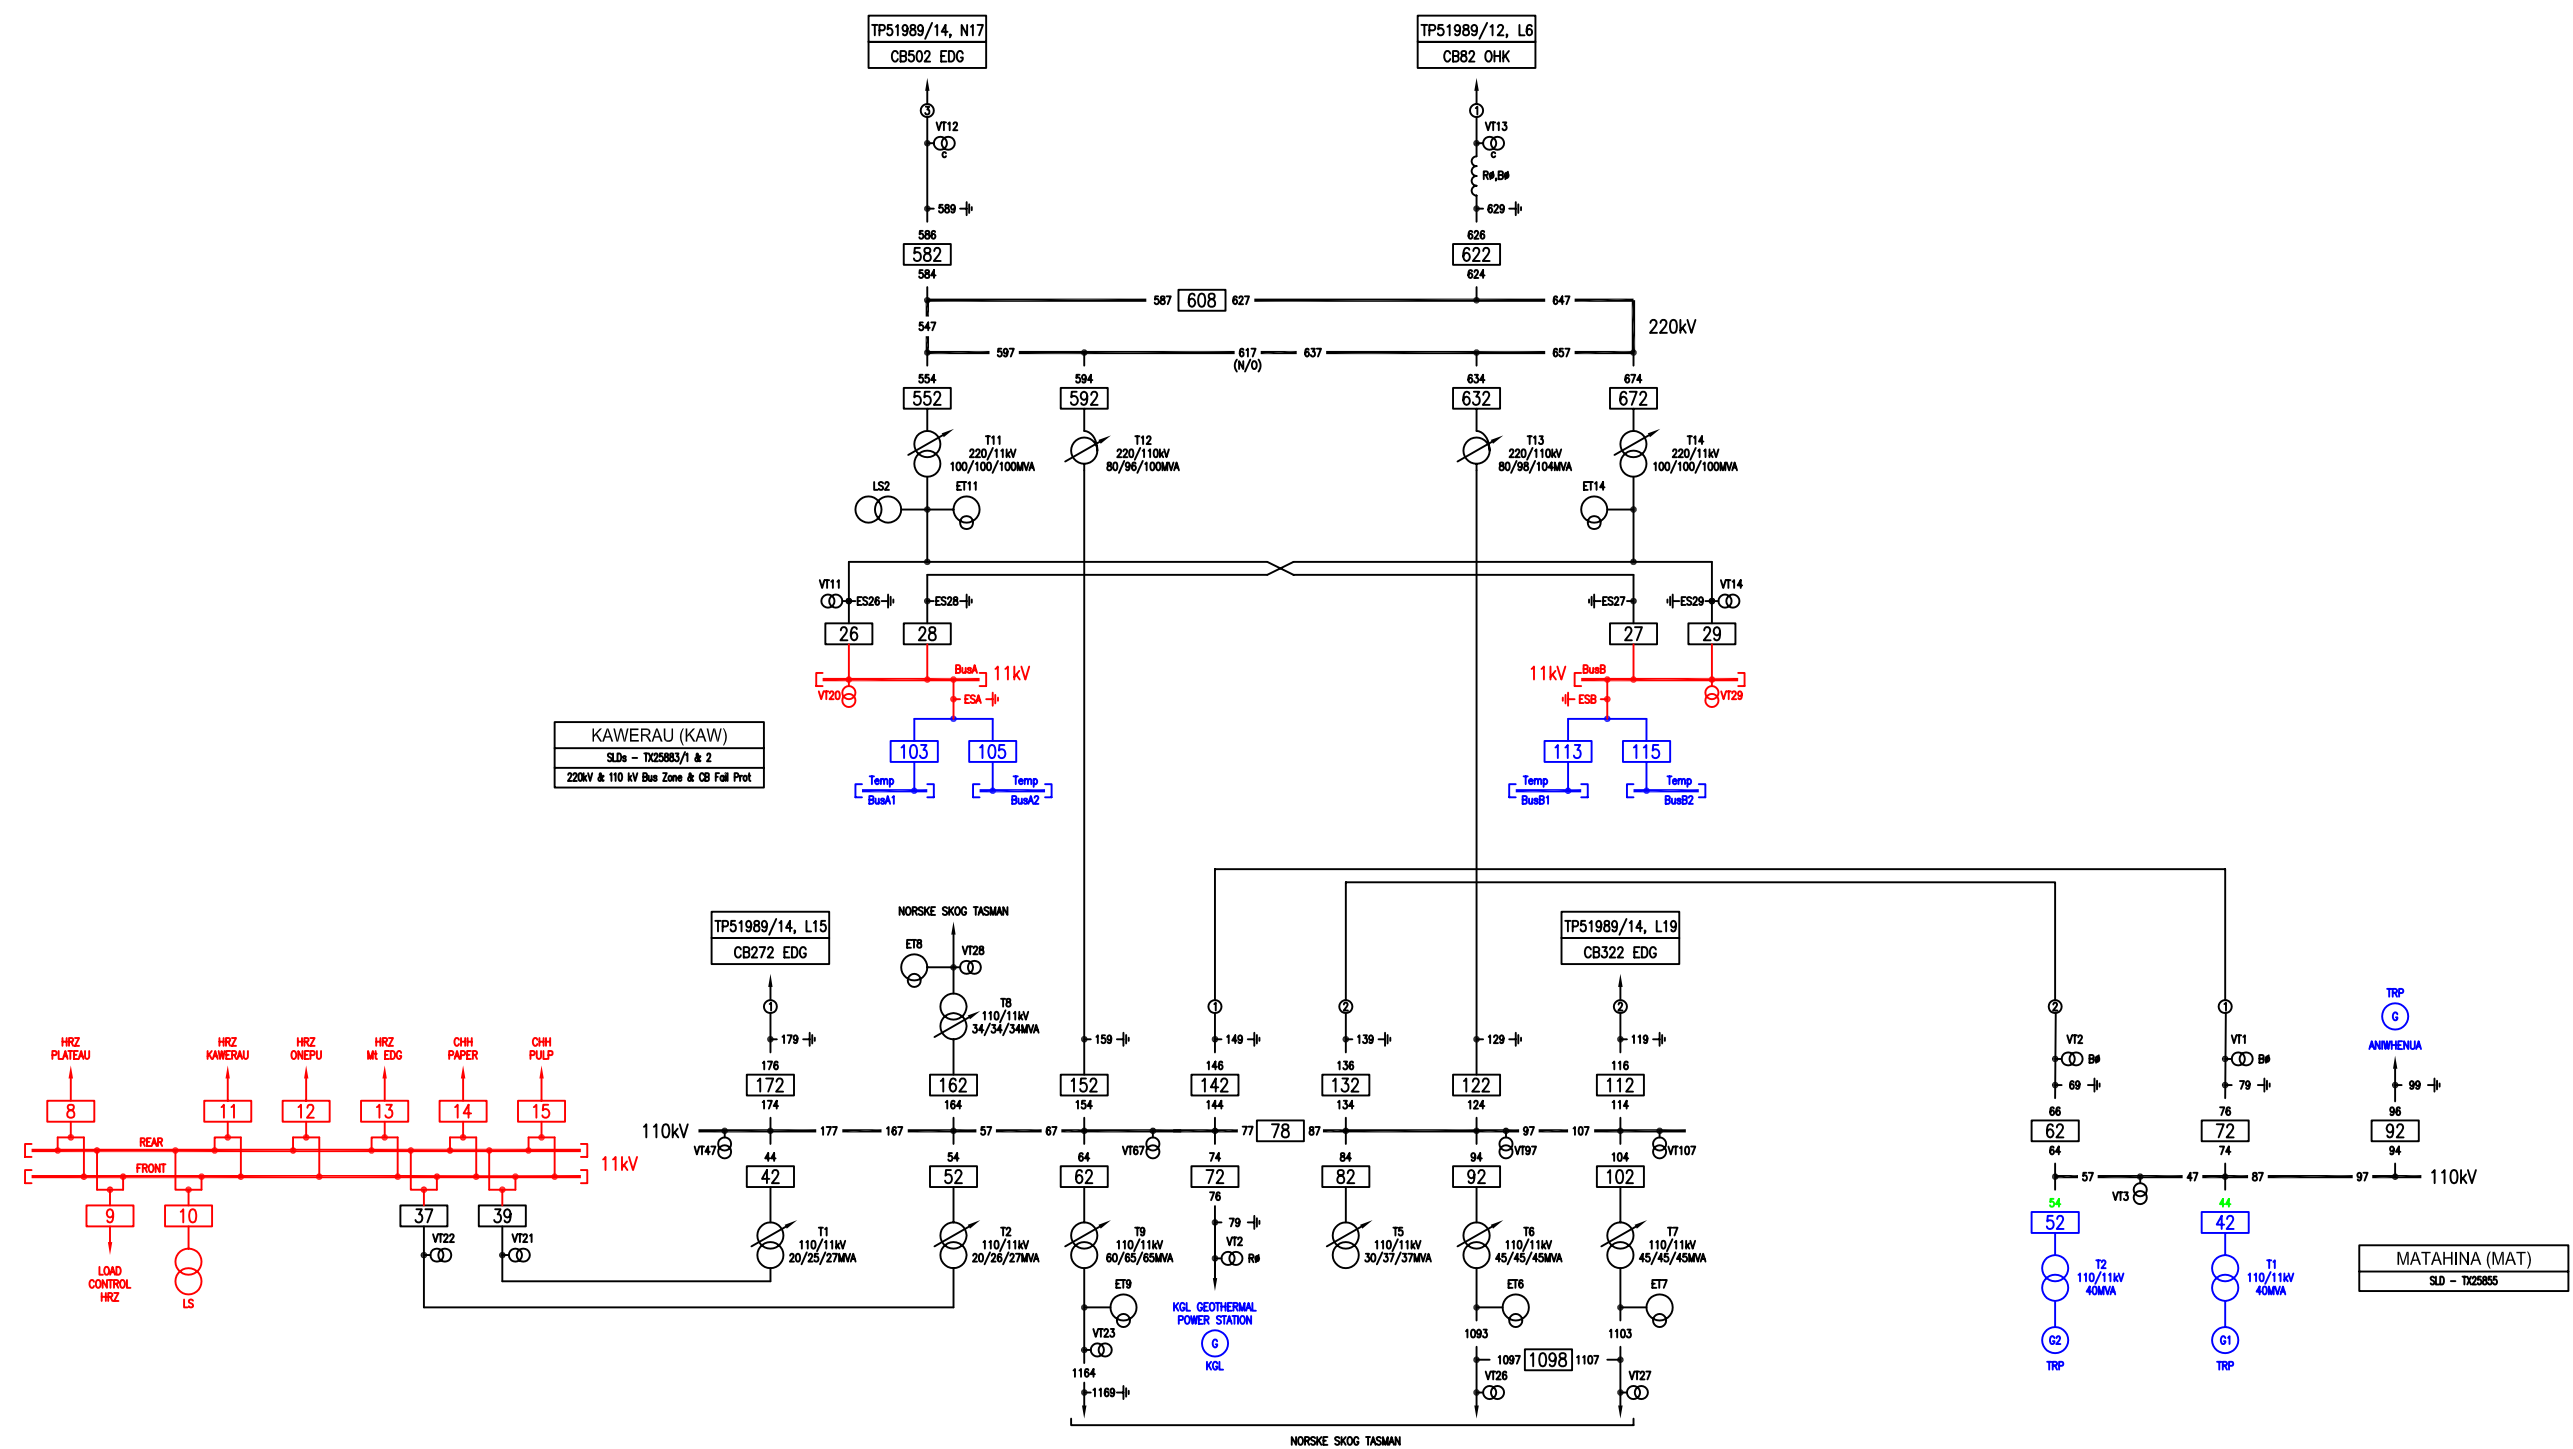 TP51989/14, N17
CB502 EDG
TP51989/12, L6
CB82 OHK
3
VT12
c
1
VT13
c
RØ,BØ
589
629
586
582
584
626
622
624
587
608
627
647
547
220kV
597
617
(N/O)
637
657
554
552
594
592
634
632
674
672
T11
220/11kV
100/100/100MVA
T12
220/110kV
80/96/100MVA
T13
220/110kV
80/98/104MVA
T14
220/11kV
100/100/100MVA
LS2
ET11
ET14
VT11
ES26
ES28
ES27
ES29
VT14
26
28
27
29
BusA
11kV
11kV
BusB
VT20
ESA
ESB
VT29
KAWERAU (KAW)
SLDs - TX25883/1 & 2
220kV & 110 kV Bus Zone & CB Fail Prot
103
105
113
115
Temp
BusA1
Temp
BusA2
Temp
BusB1
Temp
BusB2
TP51989/14, L15
CB272 EDG
NORSKE SKOG TASMAN
ET8
VT28
T8
110/11kV
34/34/34MVA
TP51989/14, L19
CB322 EDG
1
1
2
2
2
1
179
159
149
139
129
119
176
172
174
162
164
152
154
146
142
144
136
132
134
122
124
116
112
114
110kV
VT47
177
167
57
67
VT67
77
78
87
VT97
97
107
VT107
44
42
54
52
64
62
74
72
76
84
82
94
92
104
102
T1
110/11kV
20/25/27MVA
T2
110/11kV
20/26/27MVA
T9
110/11kV
60/65/65MVA
79
VT2
RØ
T5
110/11kV
30/37/37MVA
T6
110/11kV
45/45/45MVA
T7
110/11kV
45/45/45MVA
ET9
VT23
1164
1169
KGL GEOTHERMAL
POWER STATION
G
KGL
ET6
ET7
1093
1103
1097
1098
1107
VT26
VT27
NORSKE SKOG TASMAN
HRZ
PLATEAU
HRZ
KAWERAU
HRZ
ONEPU
HRZ
Mt EDG
CHH
PAPER
CHH
PULP
8
11
12
13
14
15
REAR
FRONT
11kV
9
10
37
39
VT22
VT21
LOAD
CONTROL
HRZ
LS
VT2
BØ
69
66
62
64
VT1
BØ
79
76
72
74
TRP
G
ANIWHENUA
99
96
92
94
57
VT3
47
87
97
110kV
54
52
44
42
T2
110/11kV
40MVA
T1
110/11kV
40MVA
G2
TRP
G1
TRP
MATAHINA (MAT)
SLD - TX25855